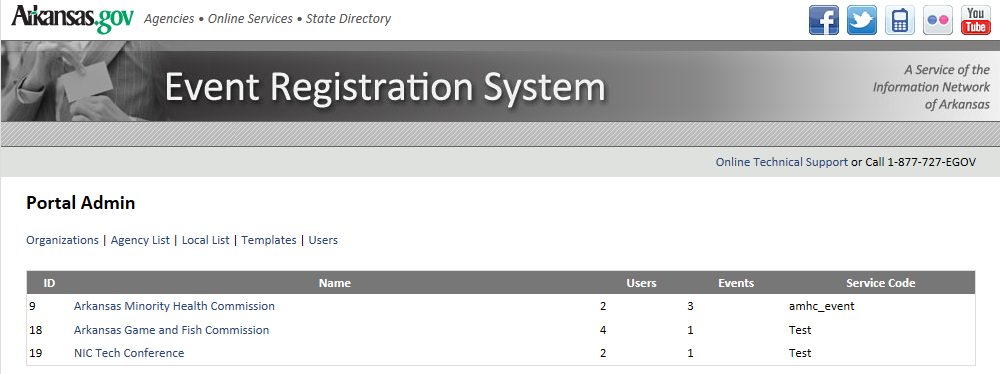 Arkansas.gov Agencies • Online Services • State Directory
You Tube
Event Registration System
A Service of the
Information Network
of Arkansas
Online Technical Support or Call 1-877-727-EGOV
Portal Admin
Organizations | Agency List | Local List | Templates | Users
ID Name Users Events Service Code
9 Arkansas Minority Health Commission 2 3 amhc_event
18 Arkansas Game and Fish Commission 4 1 Test
19 NIC Tech Conference 2 1 Test